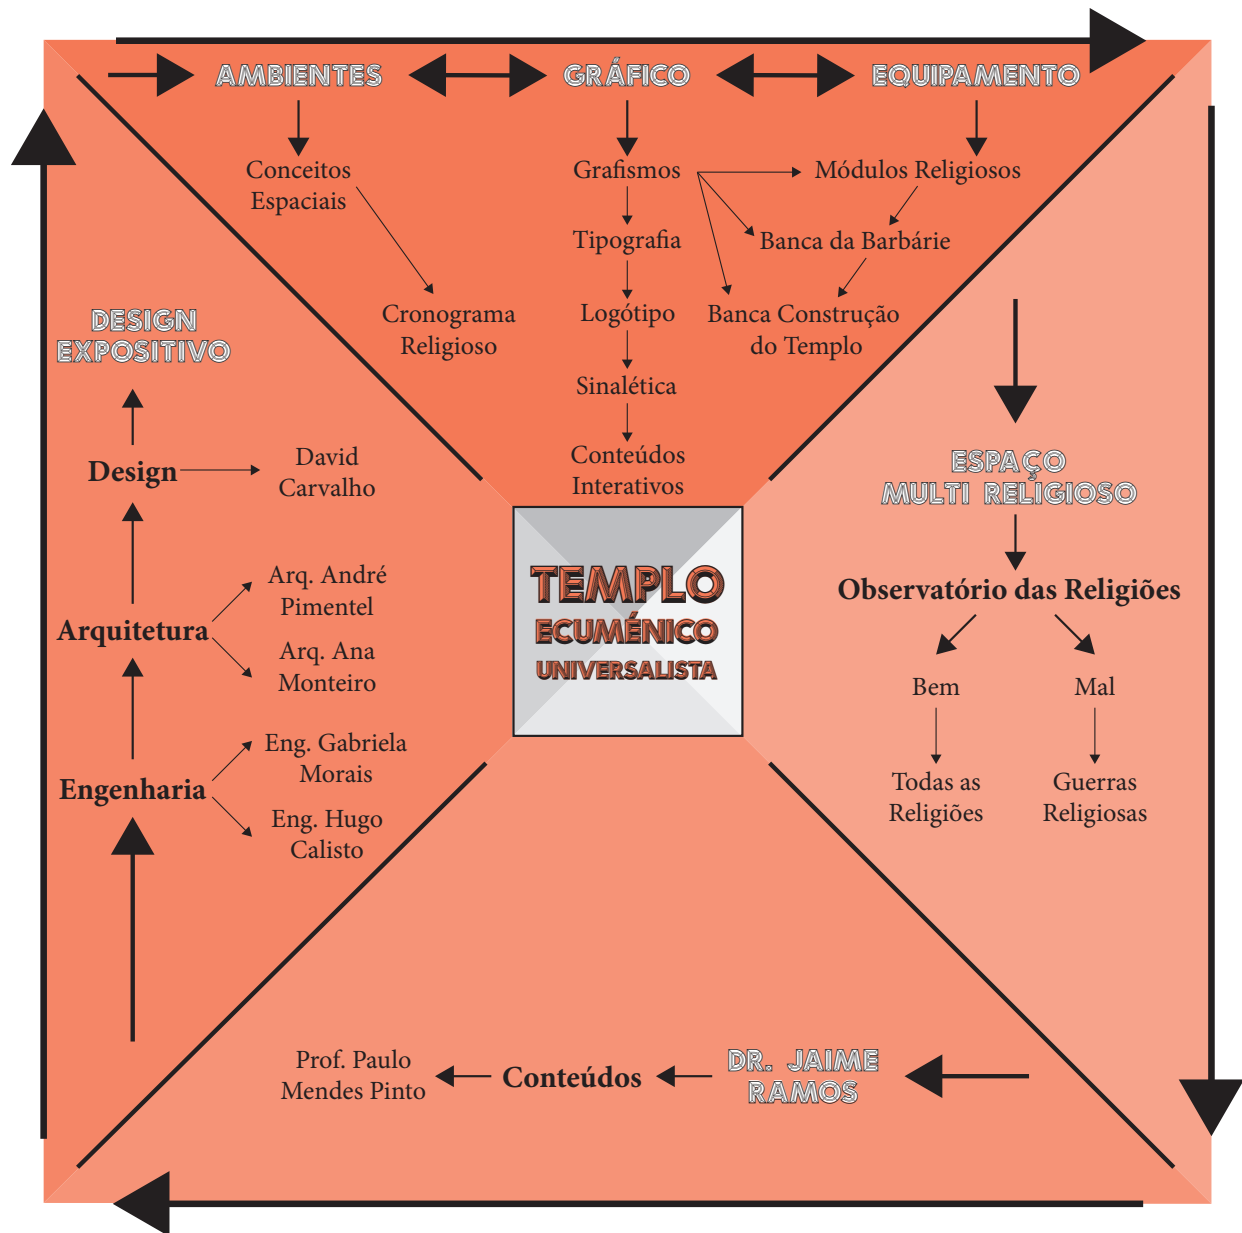 AMBIENTES
GRÁFICO
EQUIPAMENTO
Conceitos
Espaciais
Cronograma
Religioso
Grafismos
Tipografia
Logótipo
Sinalética
Conteúdos
Interativos
Módulos Religiosos
Banca da Barbárie
Banca Construção
do Templo
ESPAÇO
MULTI RELIGIOSO
Observatório das Religiões
Bem
Mal
Todas as
Religiões
Guerras
Religiosas
DR. JAIME
RAMOS
Conteúdos
Prof. Paulo
Mendes Pinto
DESIGN
EXPOSITIVO
Design
David
Carvalho
Arquitetura
Arq. André
Pimentel
Arq. Ana
Monteiro
Engenharia
Eng. Gabriela
Morais
Eng. Hugo
Calisto
TEMPLO
ECUMÉNICO
UNIVERSALISTA